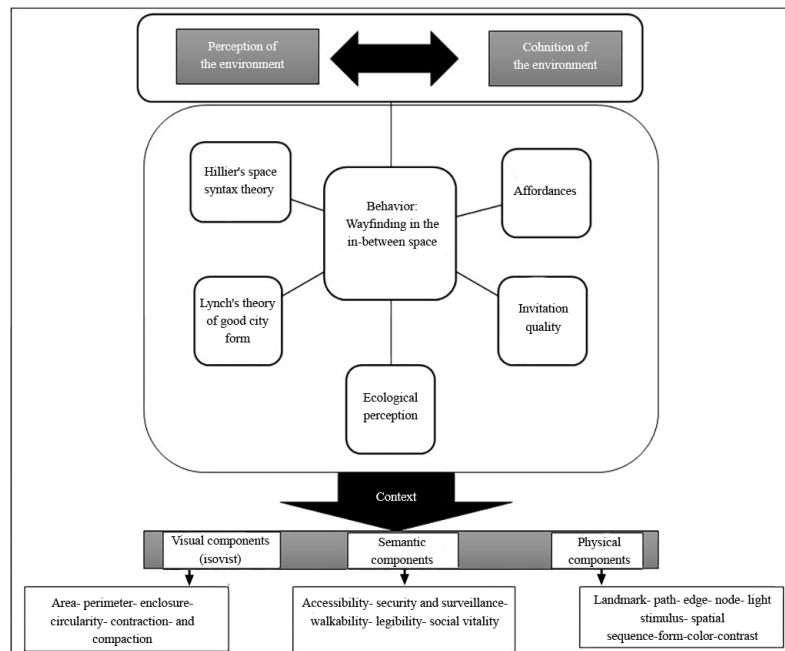 Perception of
the environment
Cohnition of
the environment
Hillier's space
syntax theory
Behavior:
Wayfinding in the
in-between space
Affordances
Lynch's theory
of good city
form
Invitation
quality
Ecological
perception
Context
Visual components
(isovist)
Semantic
components
Physical
components
Area- perimeter- enclosure-
circularity- contraction- and
compaction
Accessibility- security and surveillance-
walkability- legibility- social vitality
Landmark- path- edge- node- light
stimulus- spatial
sequence-form-color-contrast